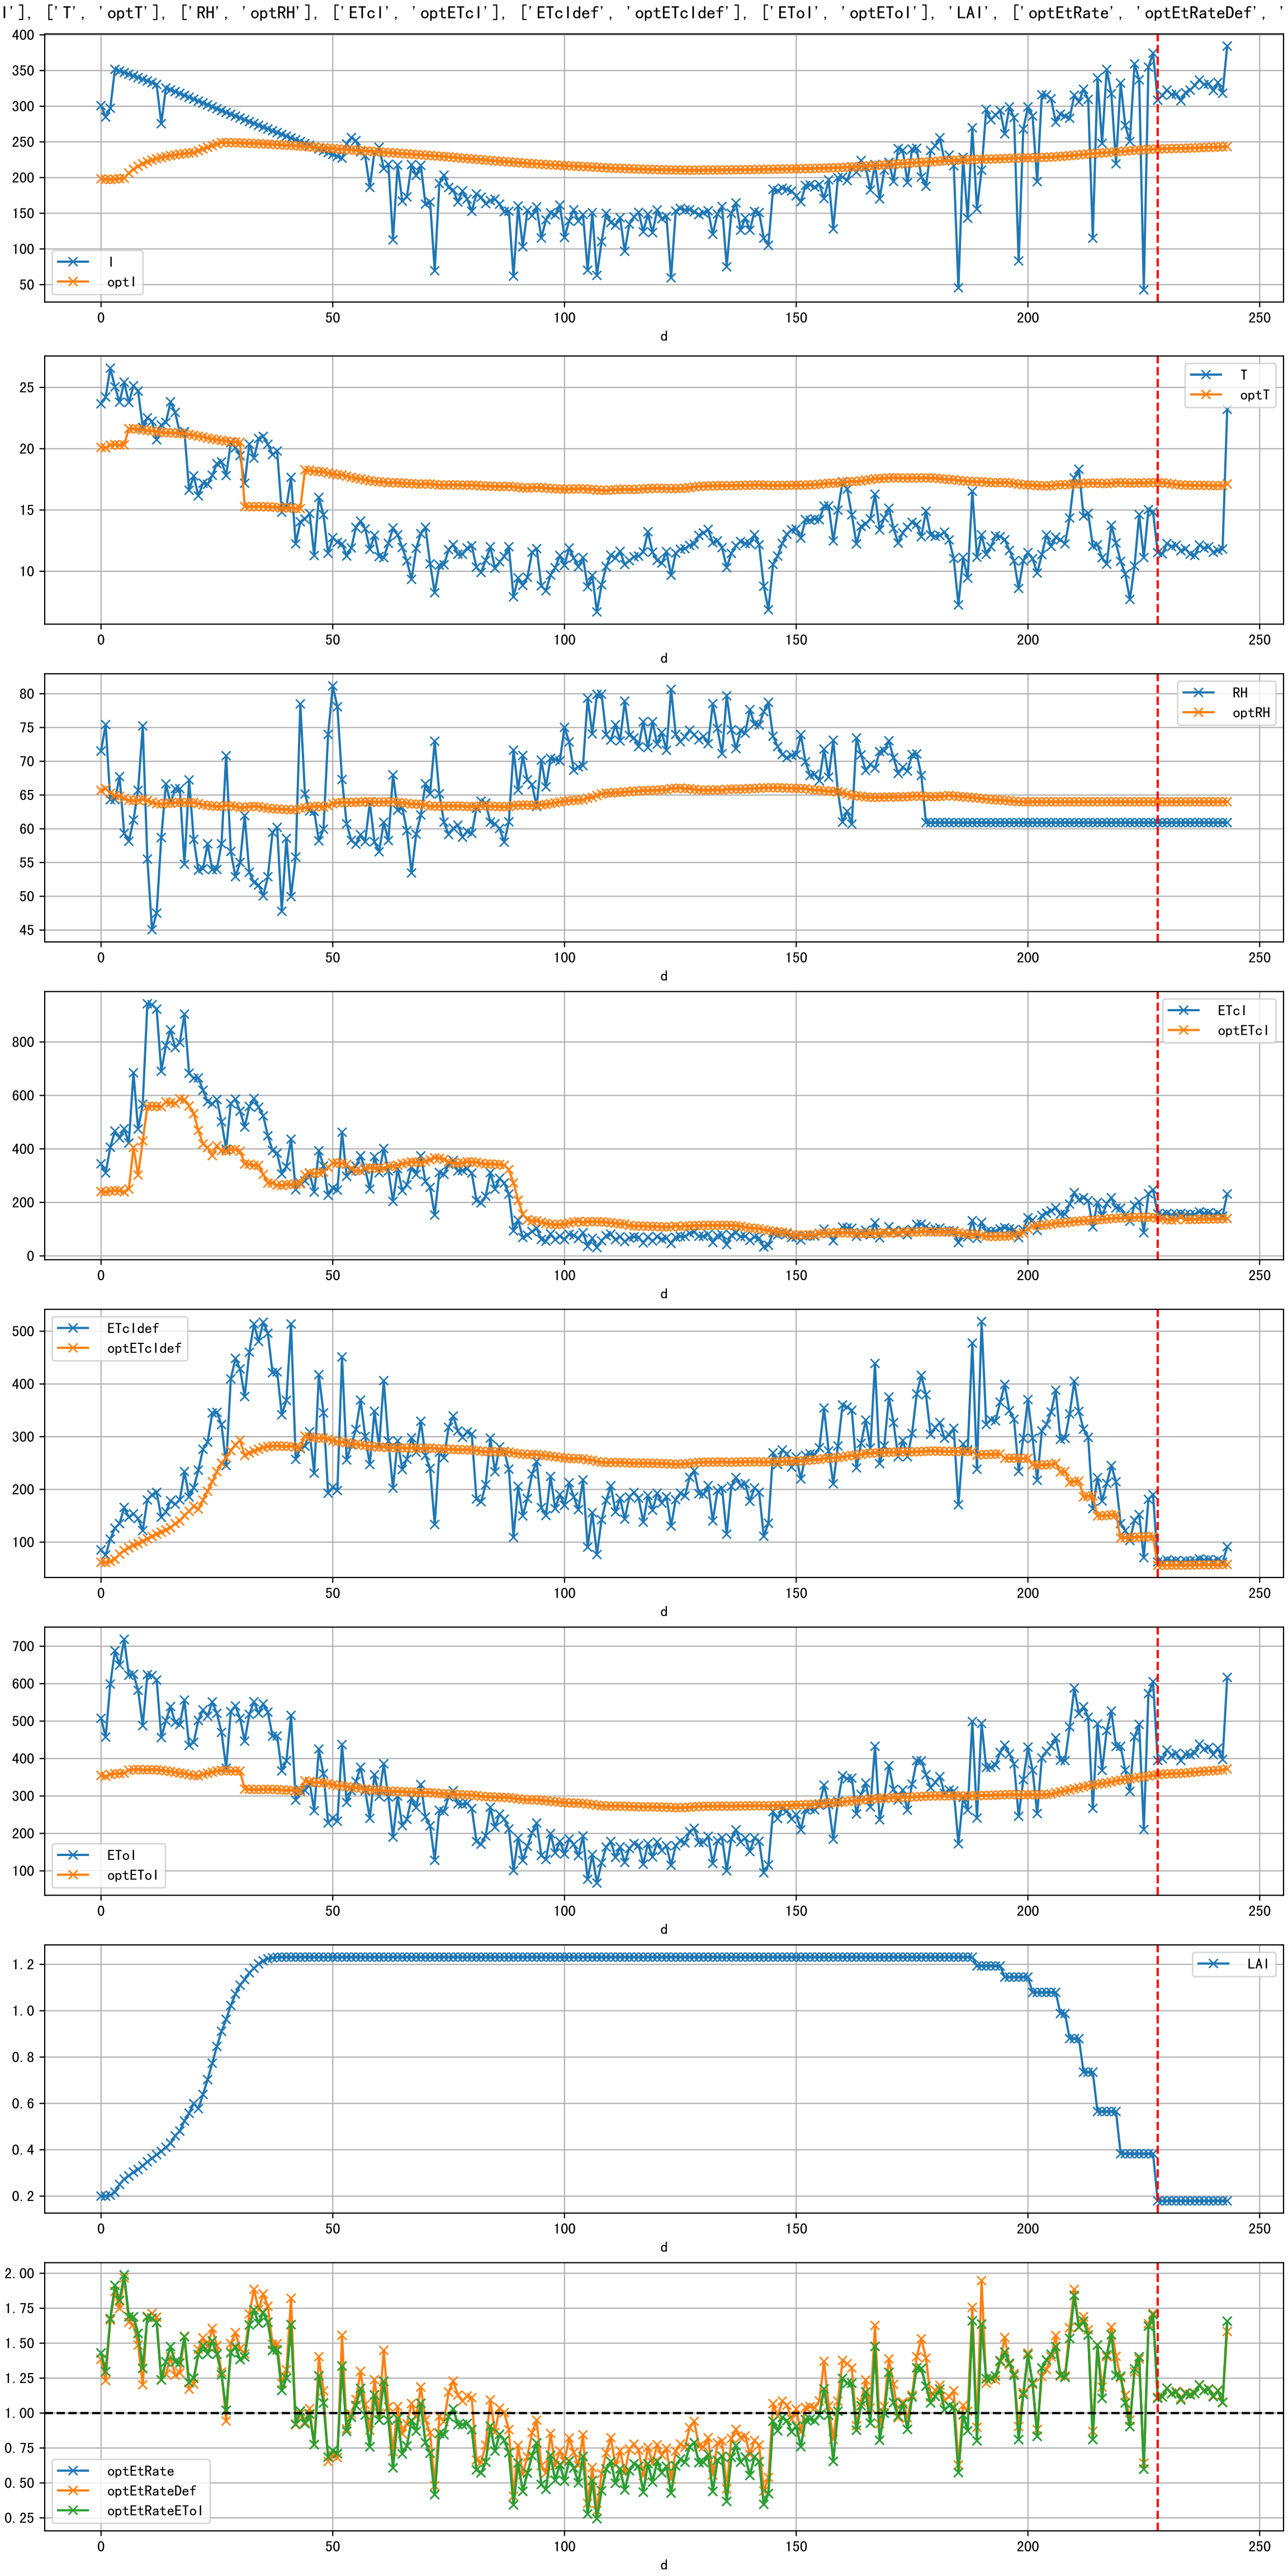 I'], ['T', 'optT'], ['RH', 'optRH'], ['ETcI', 'optETcI'], ['ETcIdef', 'optETcIdef'], ['EToI', 'optEToI'], 'LAI', ['optEtRate', 'optEtRateDef', '
400
350
300
250
200
150
100
50
I
optI
0 50 100 150 200 250
d
25
20
15
10
T
optT
0 50 100 150 200 250
d
80
75
70
65
60
55
50
45
RH
optRH
0 50 100 150 200 250
d
800
600
400
200
0
ETcI
optETcI
0 50 100 150 200 250
d
500
400
300
200
100
ETcIdef
optETcIdef
0 50 100 150 200 250
d
700
600
500
400
300
200
100
EToI
optEToI
0 50 100 150 200 250
d
1.2
1.0
0.8
0.6
0.4
0.2
LAI
0 50 100 150 200 250
d
2.00
1.75
1.50
1.25
1.00
0.75
0.50
0.25
optEtRate
optEtRateDef
optEtRateEToI
0 50 100 150 200 250
d